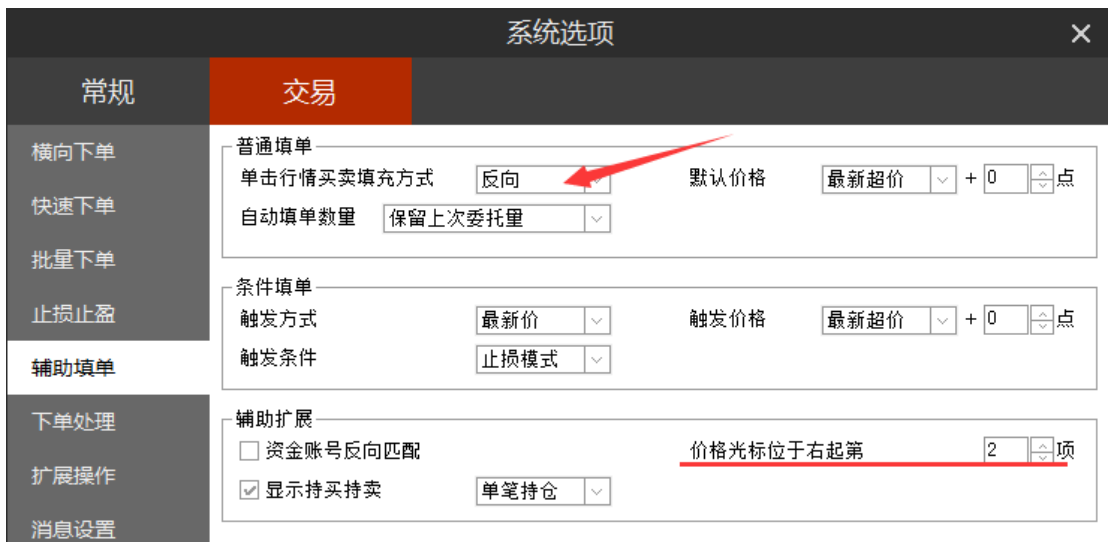 系统选项
常规 交易
横向下单
快速下单
批量下单
止损止盈
辅助填单
下单处理
扩展操作
消息设置
普通填单
单击行情买卖填充方式 反向 默认价格 最新超价 + 0 点
自动填单数量 保留上次委托量
条件填单
触发方式 最新价 触发价格 最新超价 + 0 点
触发条件 止损模式
辅助扩展
资金账号反向匹配 价格光标位于右起第 2 项
显示持买持卖 单笔持仓